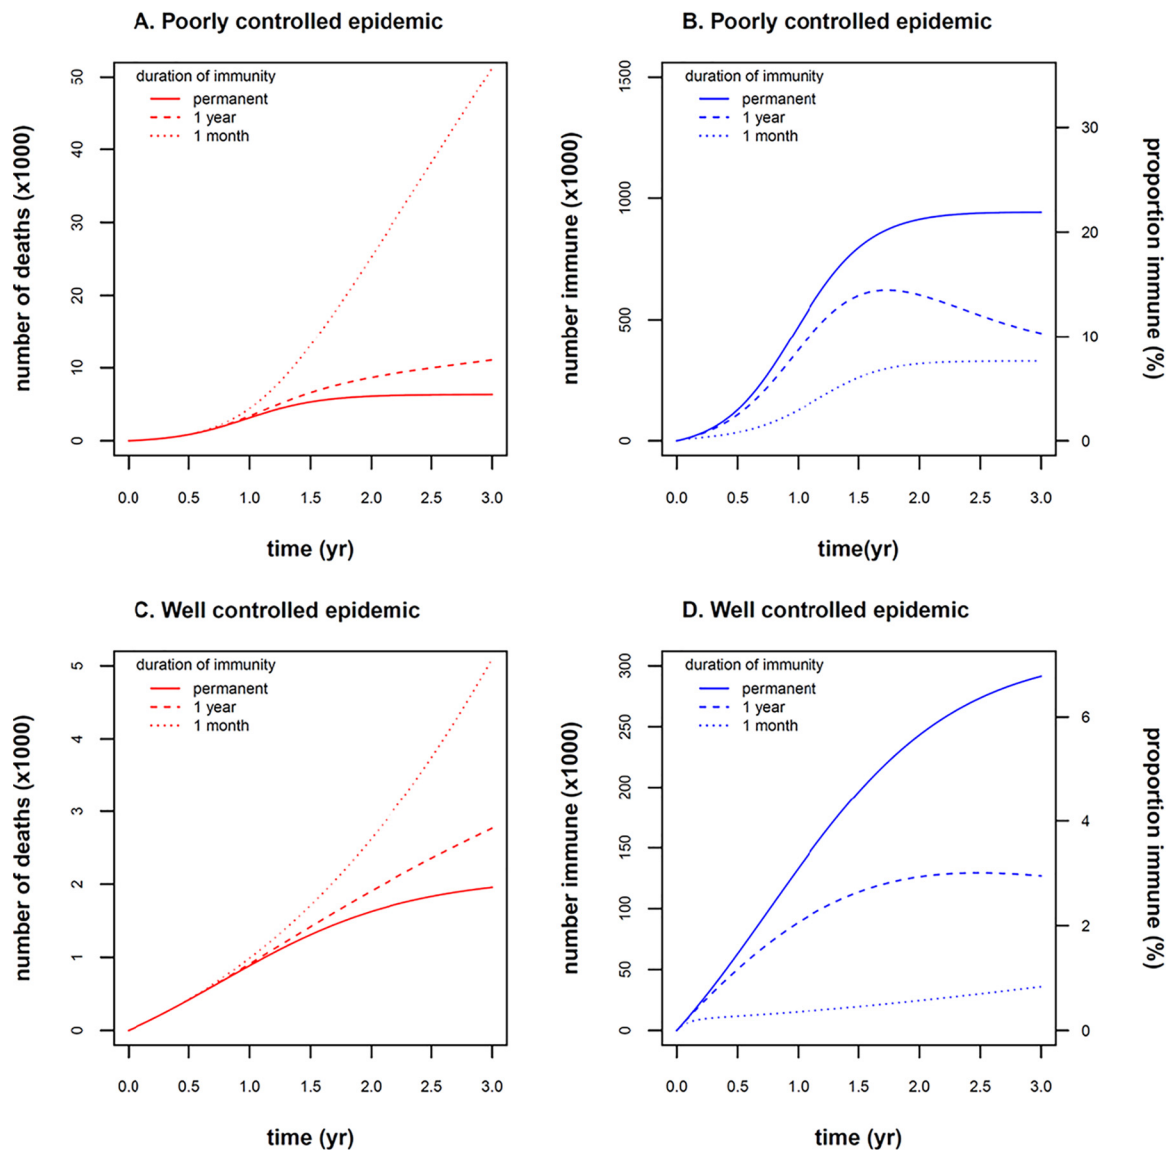 A. Poorly controlled epidemic
number of deaths (x1000)
50
40
30
20
10
0
duration of immunity
permanent
1 year
1 month
0.0 0.5 1.0 1.5 2.0 2.5 3.0
time (yr)
B. Poorly controlled epidemic
number immune (x1000)
1500
1000
500
0
duration of immunity
permanent
1 year
1 month
30
20
10
0
proportion immune (%)
0.0 0.5 1.0 1.5 2.0 2.5 3.0
time(yr)
C. Well controlled epidemic
number of deaths (x1000)
5
4
3
2
1
0
duration of immunity
permanent
1 year
1 month
0.0 0.5 1.0 1.5 2.0 2.5 3.0
time (yr)
D. Well controlled epidemic
number immune (x1000)
300
250
200
150
100
50
0
duration of immunity
permanent
1 year
1 month
6
4
2
0
proportion immune (%)
0.0 0.5 1.0 1.5 2.0 2.5 3.0
time (yr)